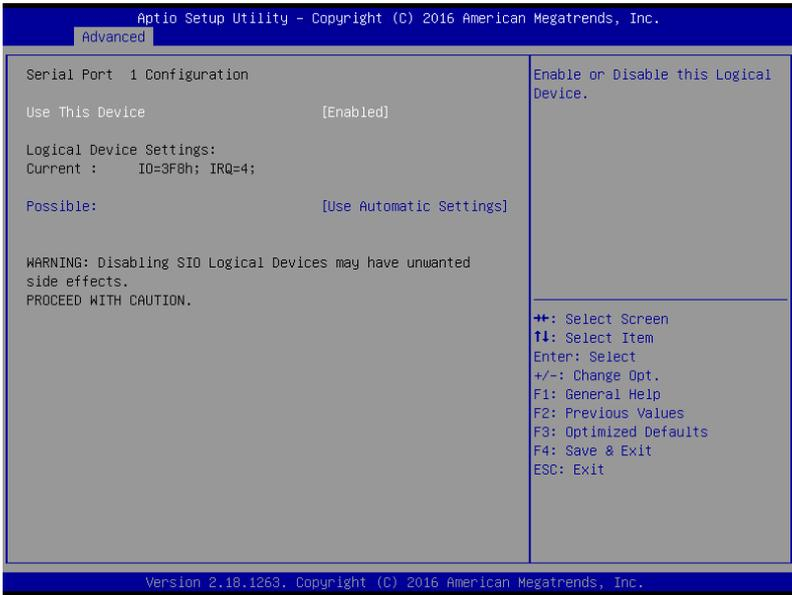 Aptio Setup Utility – Copyright (C) 2016 American Megatrends, Inc.
Advanced
Serial Port  1 Configuration
Use This Device [Enabled]
Logical Device Settings:
Current : IO=3F8h; IRQ=4;
Possible: [Use Automatic Settings]
WARNING: Disabling SIO Logical Devices may have unwanted
side effects.
PROCEED WITH CAUTION.
Enable or Disable this Logical
Device.
→←: Select Screen
↑↓: Select Item
Enter: Select
+/-: Change Opt.
F1: General Help
F2: Previous Values
F3: Optimized Defaults
F4: Save & Exit
ESC: Exit
Version 2.18.1263. Copyright (C) 2016 American Megatrends, Inc.